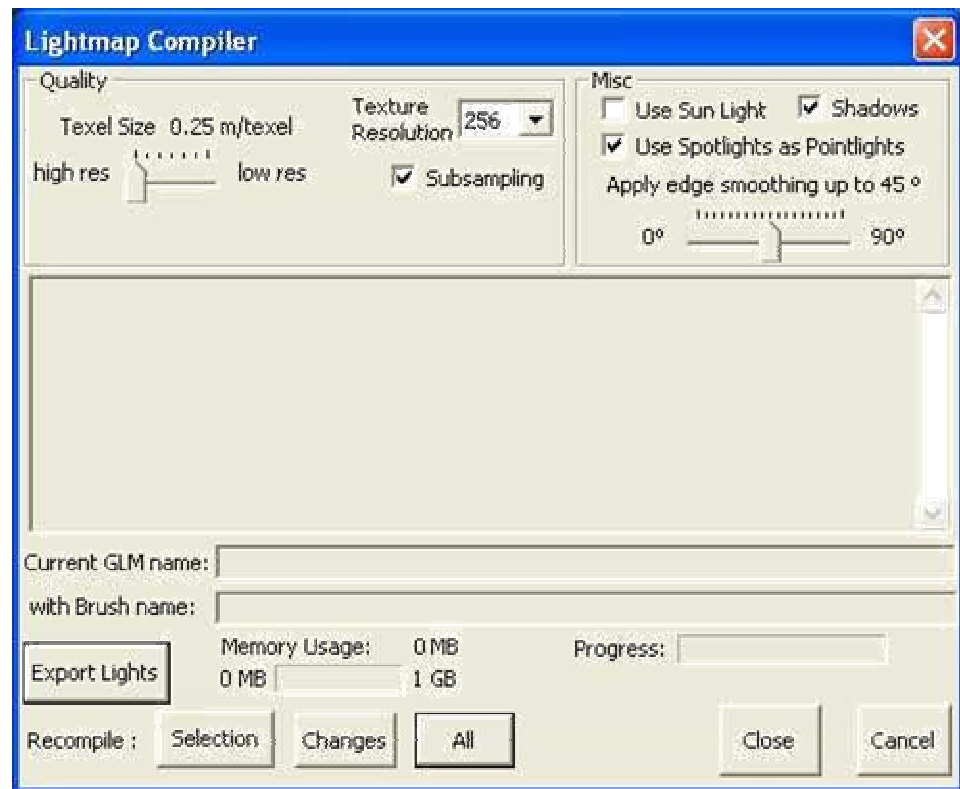 Lightmap Compiler
Quality
Texel Size 0.25 m/texel
high res
low res
Texture
Resolution
256
Subsampling
Misc
Use Sun Light
Shadows
Use Spotlights as Pointlights
Apply edge smoothing up to 45 º
0º
90º
Current GLM name:
with Brush name:
Export Lights
Memory Usage: 0 MB
0 MB
1 GB
Progress:
Recompile :
Selection
Changes
All
Close
Cancel